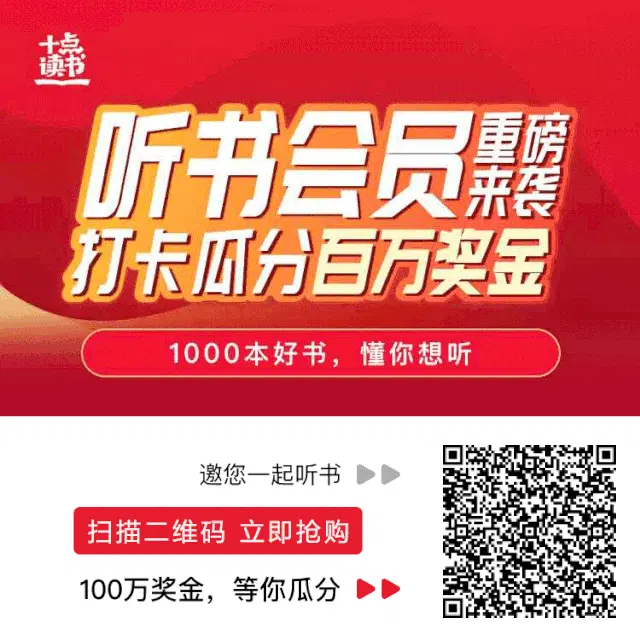 十点
读书
听书会员重磅
来袭
打卡瓜分百万奖金
1000本好书，懂你想听
邀您一起听书
扫描二维码 立即抢购
100万奖金，等你瓜分